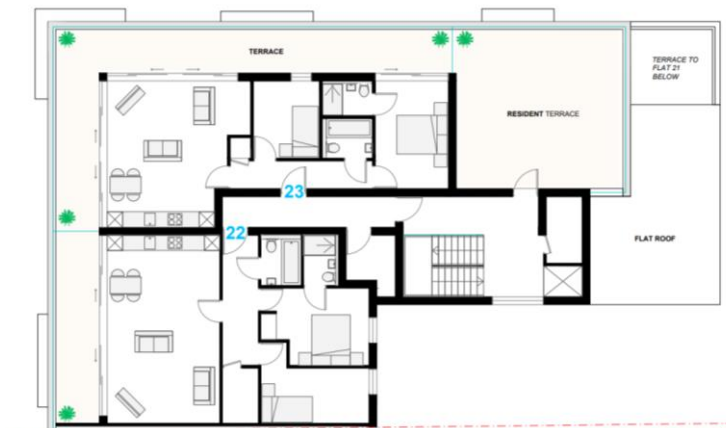 TERRACE
TERRACE TO
FLAT 21
BELOW
RESIDENT TERRACE
23
22
FLAT ROOF